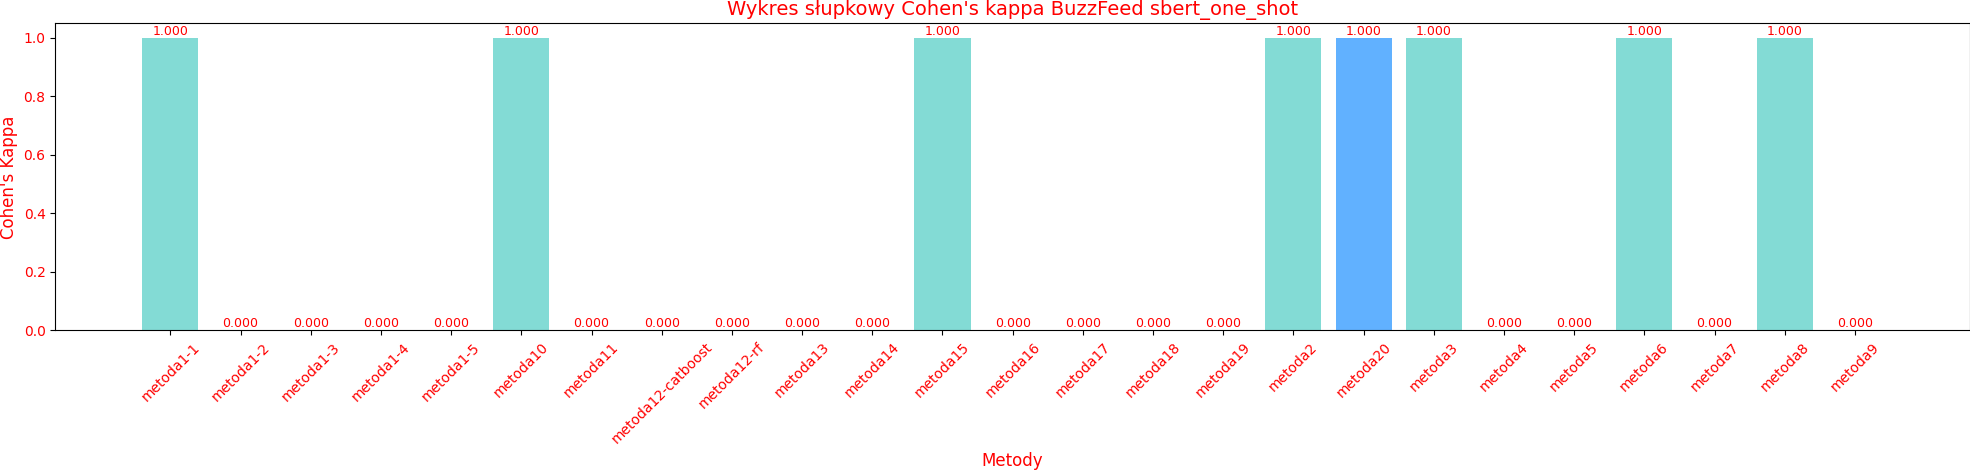 Wykres słupkowy Cohen's kappa BuzzFeed sbert_one_shot
1.000 1.000 1.000 1.000 1.000 1.000 1.000 1.000
1.0
0.8
0.6
0.4
0.2
0.0
Cohen's Kappa
0.000 0.000 0.000 0.000 0.000 0.000 0.000 0.000 0.000 0.000 0.000 0.000 0.000 0.000 0.000 0.000 0.000
metoda1-1 metoda1-2 metoda1-3 metoda1-4 metoda1-5 metoda10 metoda11 metoda12-catboost metoda12-rf metoda13 metoda14 metoda15 metoda16 metoda17 metoda18 metoda19 metoda2 metoda20 metoda3 metoda4 metoda5 metoda6 metoda7 metoda8 metoda9
Metody